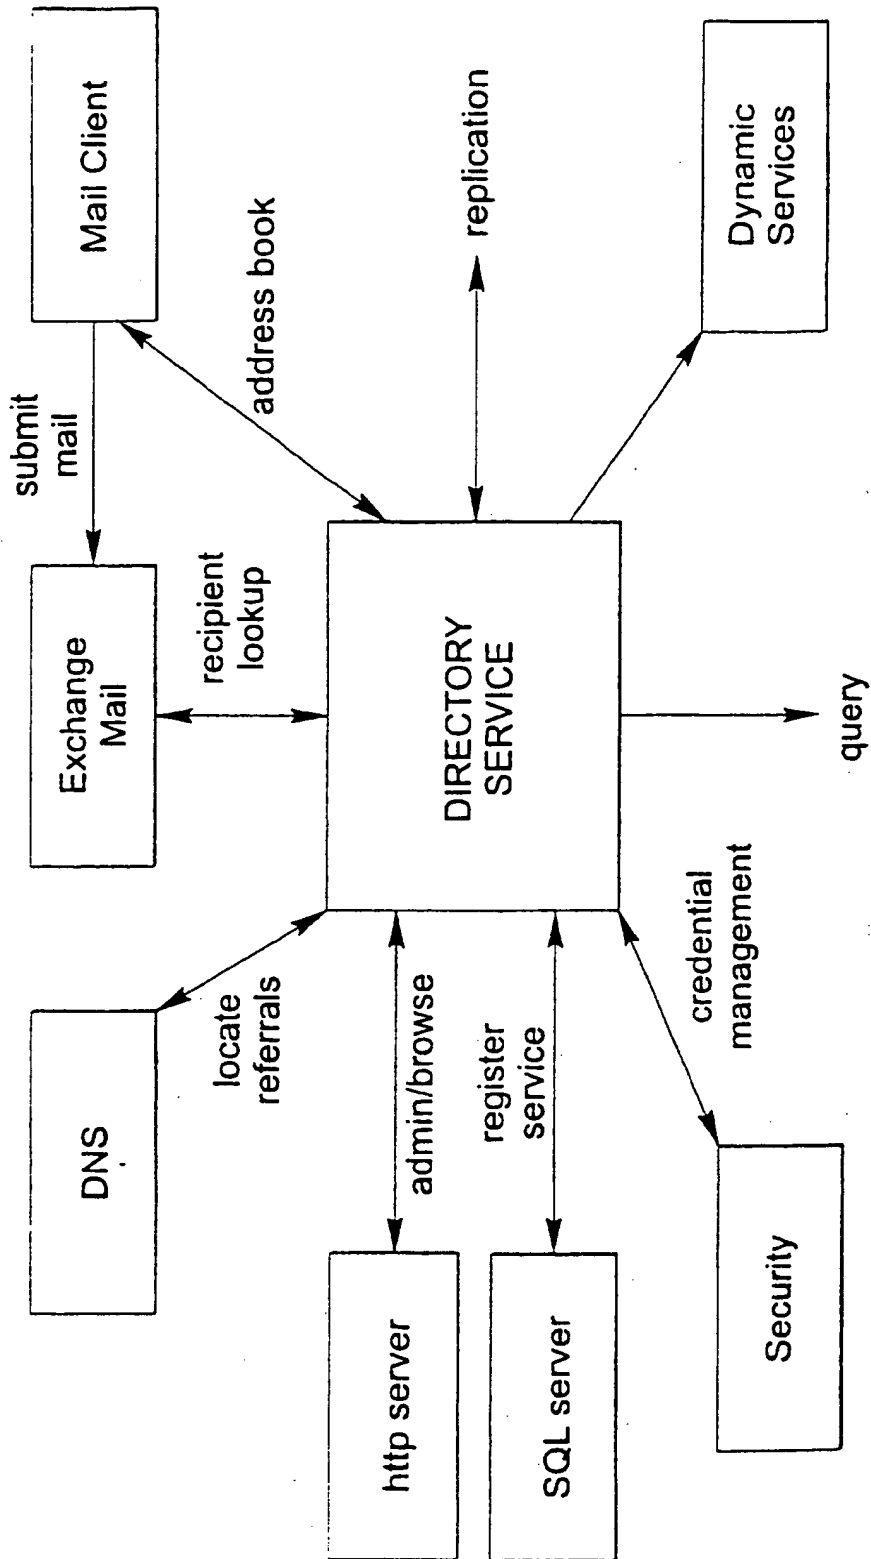 DNS
Exchange
Mail
submit
mail
Mail Client
locate
referrals
recipient
lookup
address book
http server
admin/browse
DIRECTORY
SERVICE
replication
SQL server
register
service
credential
management
Security
query
Dynamic
Services